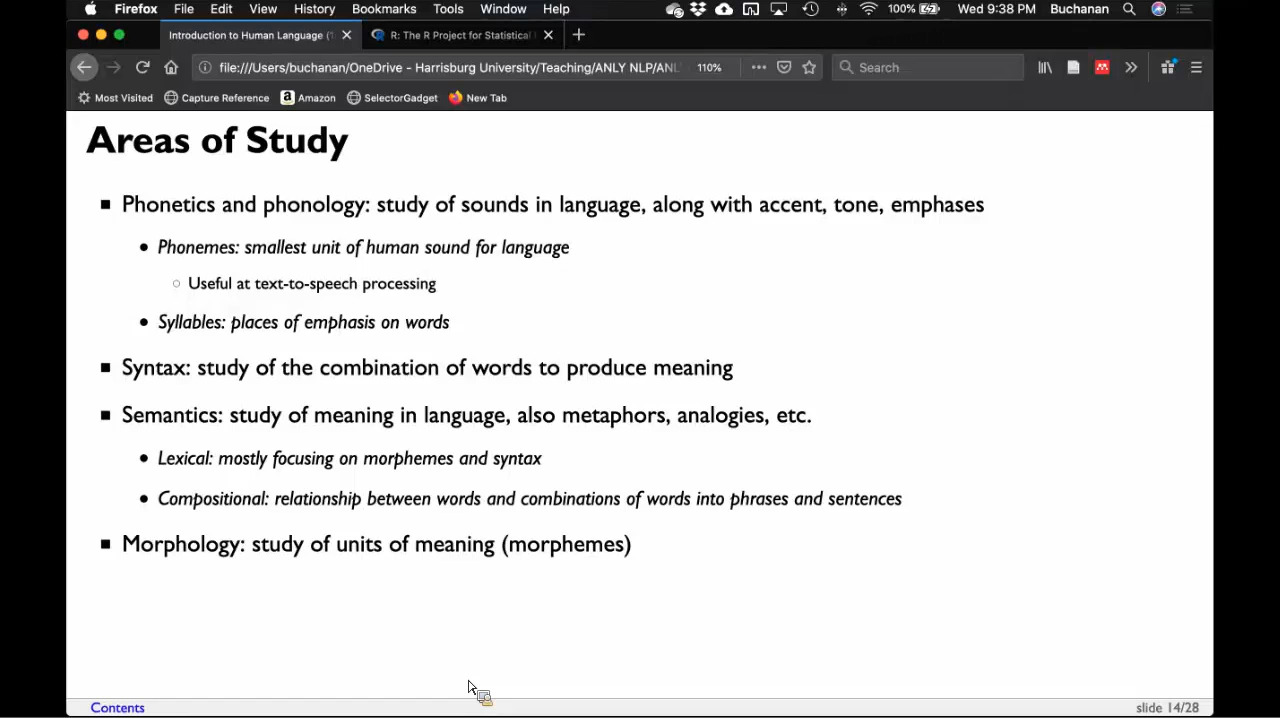 Firefox File Edit View History Bookmarks Tools Window Help 100% Wed 9:38 PM Buchanan
Introduction to Human Language ( R: The R Project for Statistical
file:///Users/buchanan/OneDrive - Harrisburg University/Teaching/ANLY NLP/ANL 110% Search
Most Visited Capture Reference Amazon SelectorGadget New Tab
Areas of Study
Phonetics and phonology: study of sounds in language, along with accent, tone, emphases
Phonemes: smallest unit of human sound for language
Useful at text-to-speech processing
Syllables: places of emphasis on words
Syntax: study of the combination of words to produce meaning
Semantics: study of meaning in language, also metaphors, analogies, etc.
Lexical: mostly focusing on morphemes and syntax
Compositional: relationship between words and combinations of words into phrases and sentences
Morphology: study of units of meaning (morphemes)
Contents slide 14/28